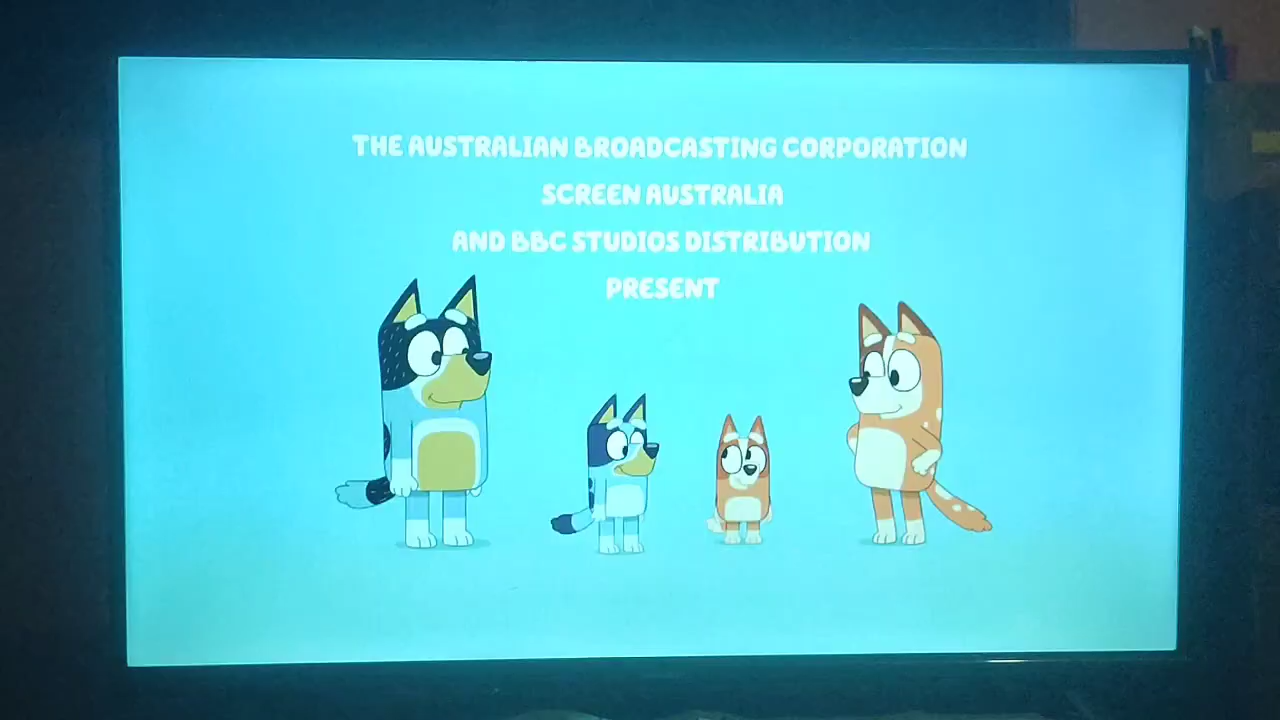 THE AUSTRALIAN BROADCASTING CORPORATION
SCREEN AUSTRALIA
AND BBC STUDIOS DISTRIBUTION
PRESENT